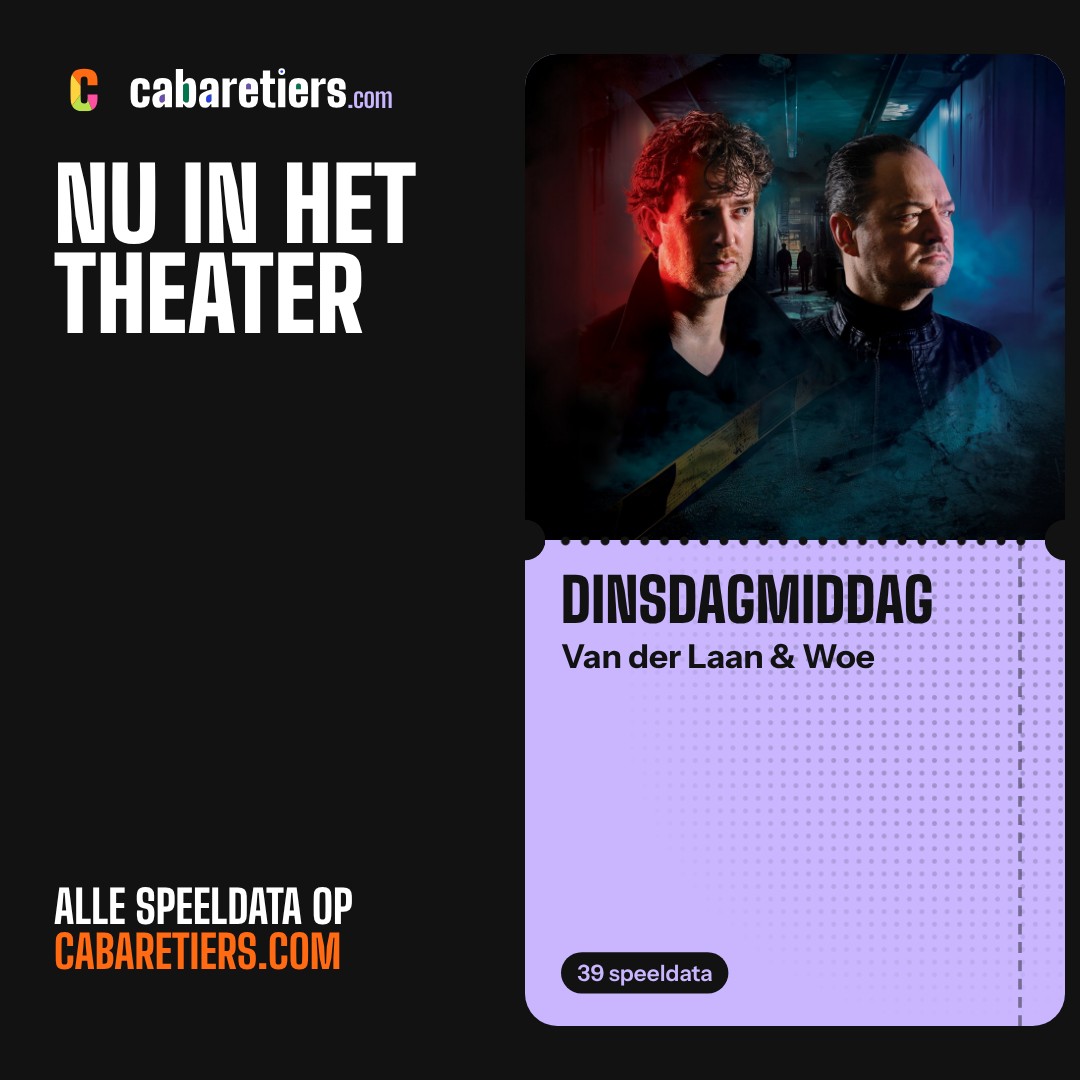 cabaretiers.com
NU IN HET
THEATER
DINSDAGMIDDAG
Van der Laan & Woe
39 speeldata
ALLE SPEELDATA OP
CABARETIERS.COM